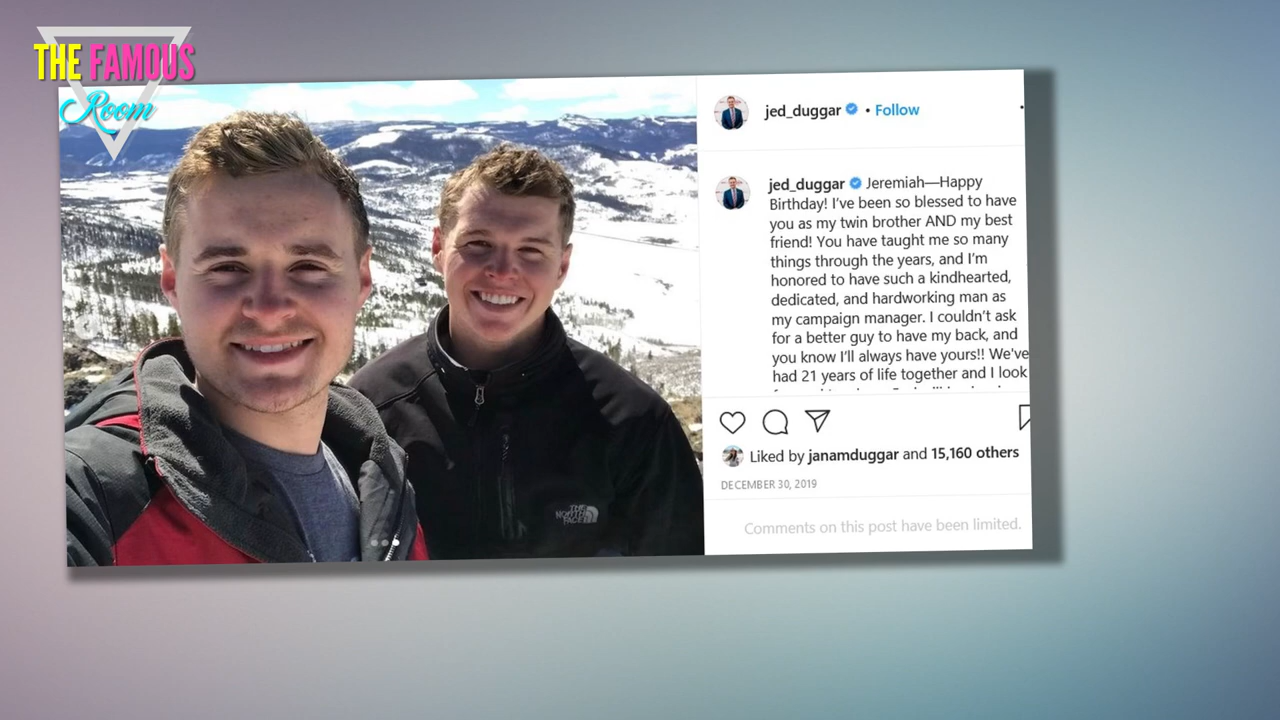 THE FAMOUS
Room
jed_duggar • Follow
jed_duggar Jeremiah—Happy
Birthday! I've been so blessed to have
you as my twin brother AND my best
friend! You have taught me so many
things through the years, and I'm
honored to have such a kindhearted,
dedicated, and hardworking man as
my campaign manager. I couldn't ask
for a better guy to have my back, and
you know I'll always have yours!! We've
had 21 years of life together and I look
Liked by janamduggar and 15,160 others
DECEMBER 30, 2019
Comments on this post have been limited.
THE
NORTH
FACE